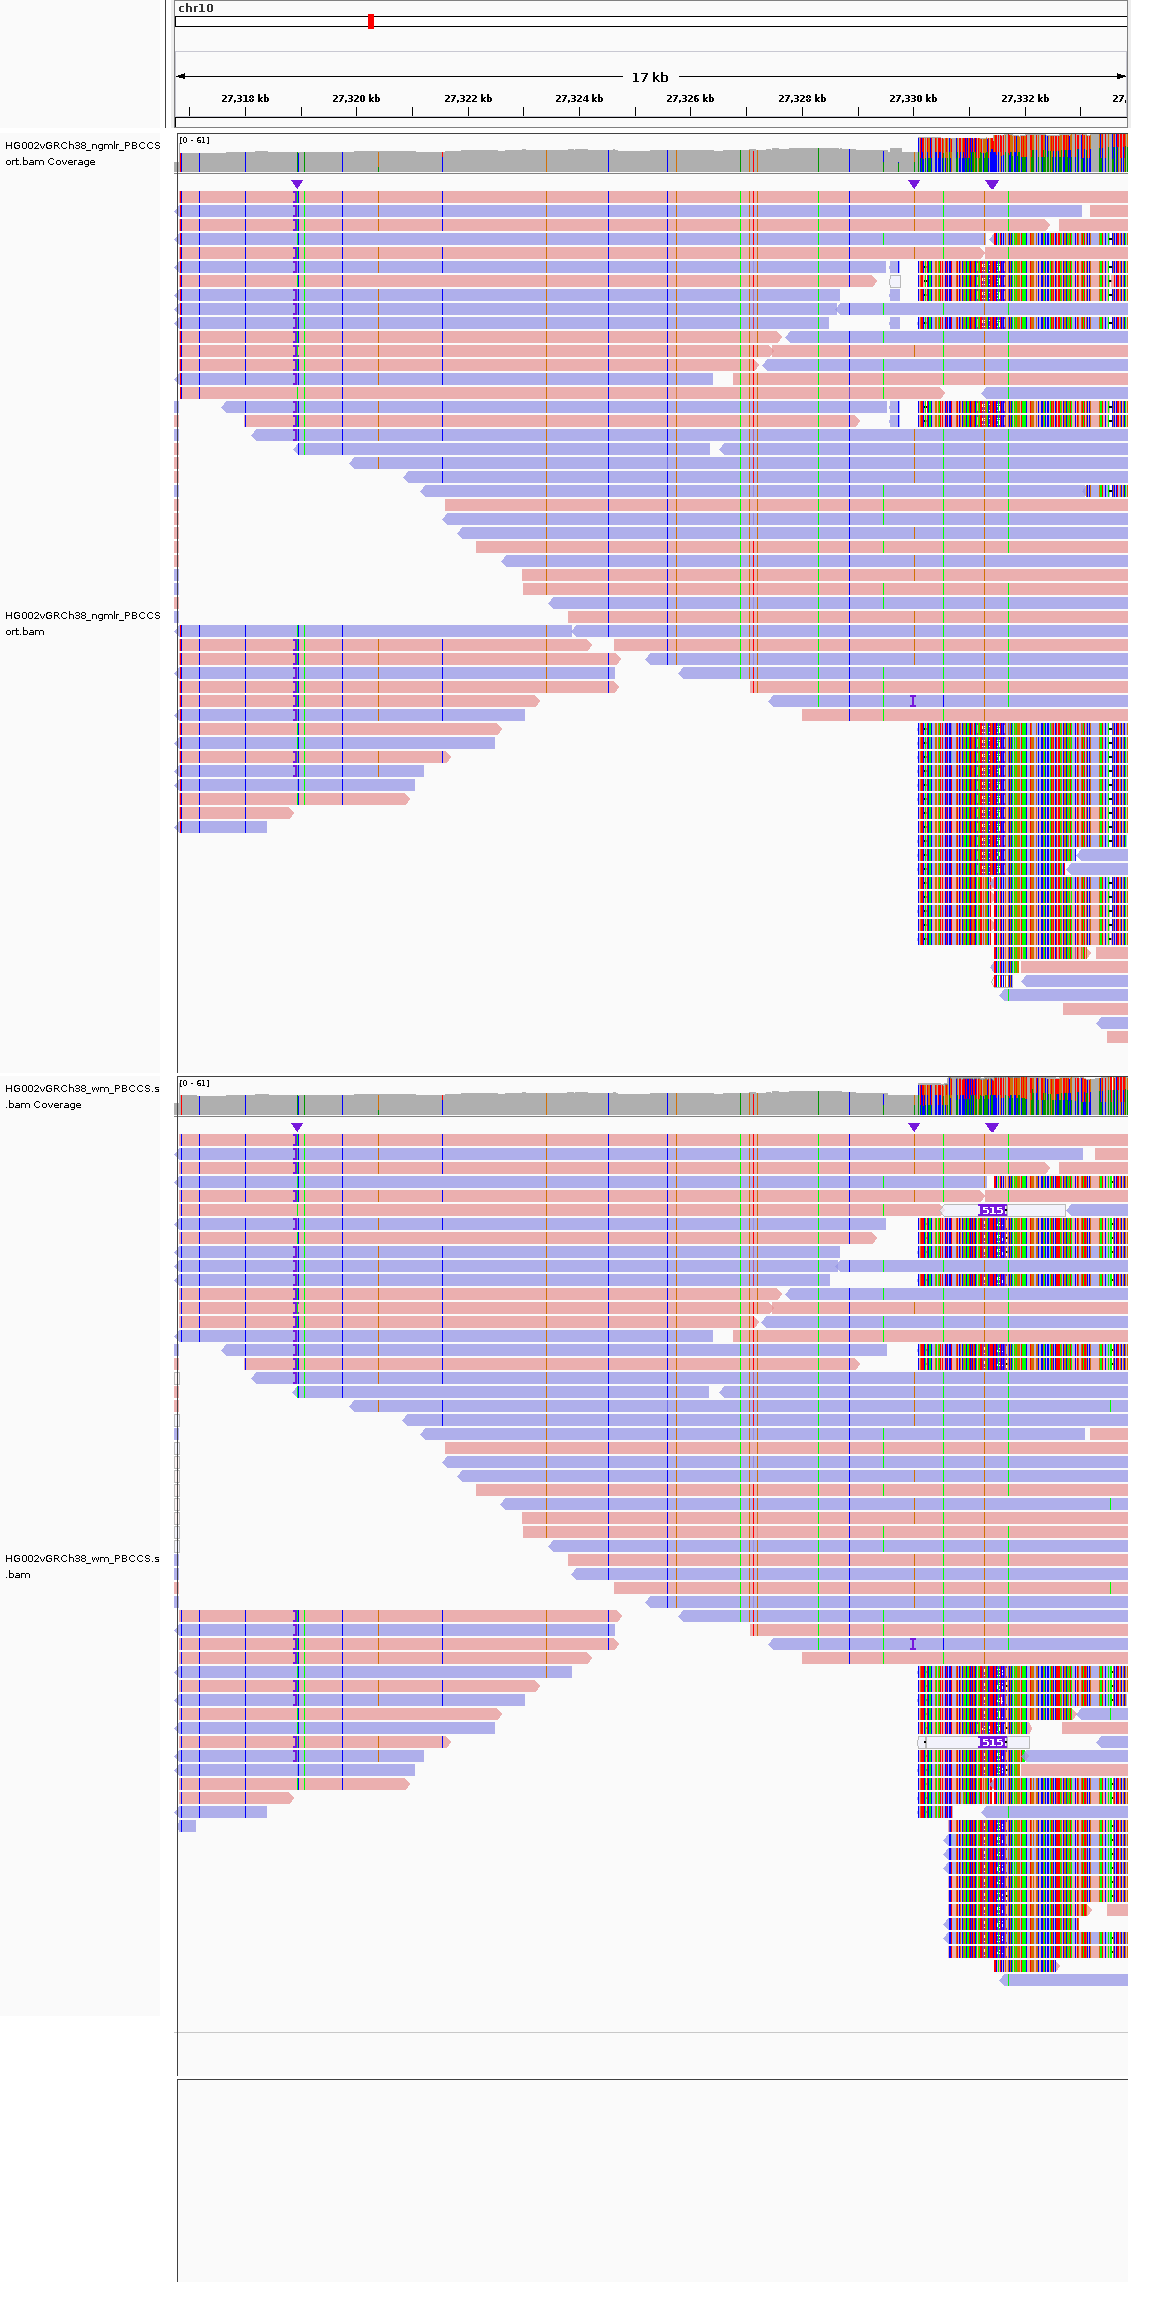 chr10
17 kb
27,318 kb 27,320 kb 27,322 kb 27,324 kb 27,326 kb 27,328 kb 27,330 kb 27,332 kb 27,
HG002vGRCh38_ngmlr_PBCCS
ort.bam Coverage
[0 - 61]
HG002vGRCh38_ngmlr_PBCCS
ort.bam
HG002vGRCh38_wm_PBCCS.s
.bam Coverage
[0 - 61]
515
HG002vGRCh38_wm_PBCCS.s
.bam
515